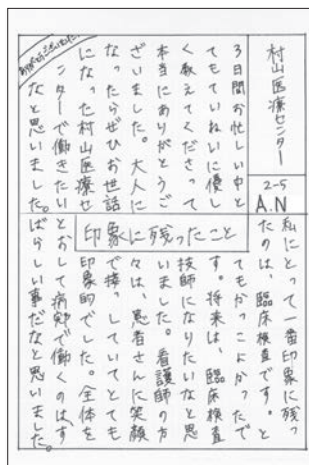 村山医療センター
2-5
A.N
ありがとうございました
3日間お忙しい中と
てもていねいに優し
く教えてくださって
本当にありがとうご
ざいました。大人に
なったらぜひお世話
になった村山医療セ
ンターで働きたい
なと思いました。
印象に残ったこと
私にとって一番印象に残っ
たのは、臨床検査です。と
てもかっこよかったで
す。将来は、臨床検査
技師になりたいなと思
いました。看護師の方
々は、患者さんに笑顔
で接っしていてとても
印象的でした。全体を
とおして病院で働くのは、す
ばらしい事だなと思いました。